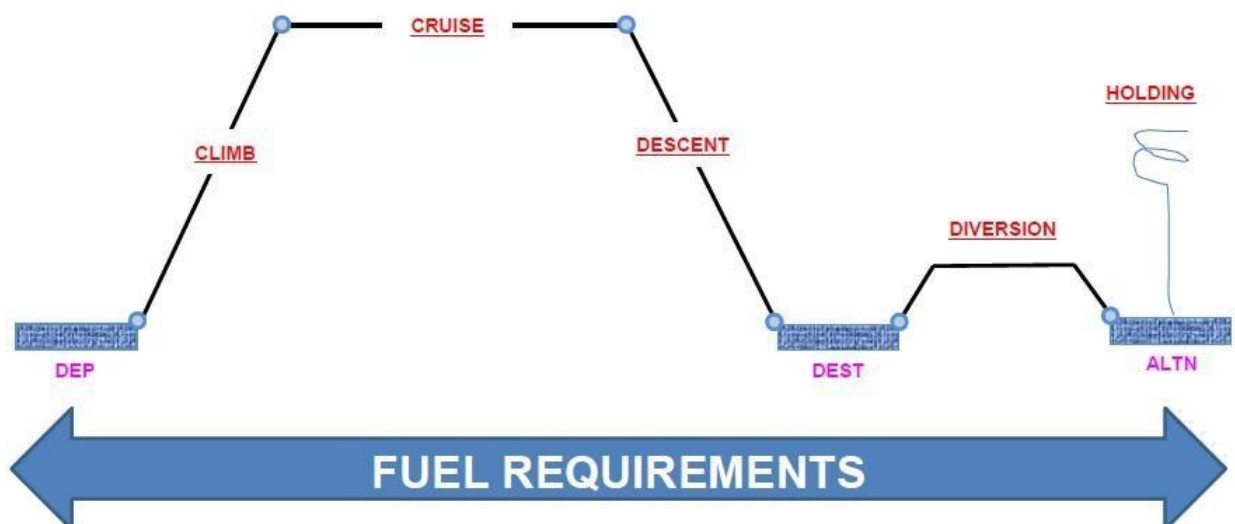 CRUISE
HOLDING
CLIMB
DESCENT
DIVERSION
DEP
DEST
ALTN
FUEL REQUIREMENTS